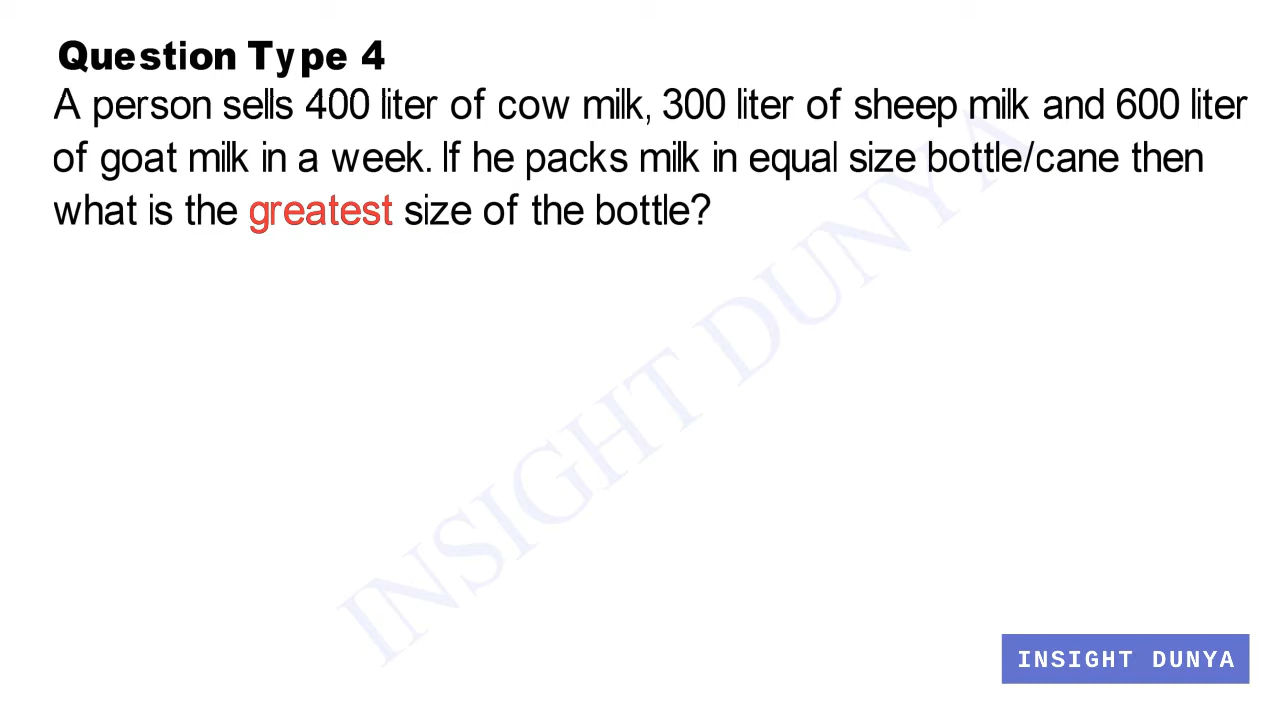 Question Type 4
A person sells 400 liter of cow milk, 300 liter of sheep milk and 600 liter
of goat milk in a week. If he packs milk in equal size bottle/cane then
what is the greatest size of the bottle?
INSIGHT DUNYA
INSIGHT DUNYA